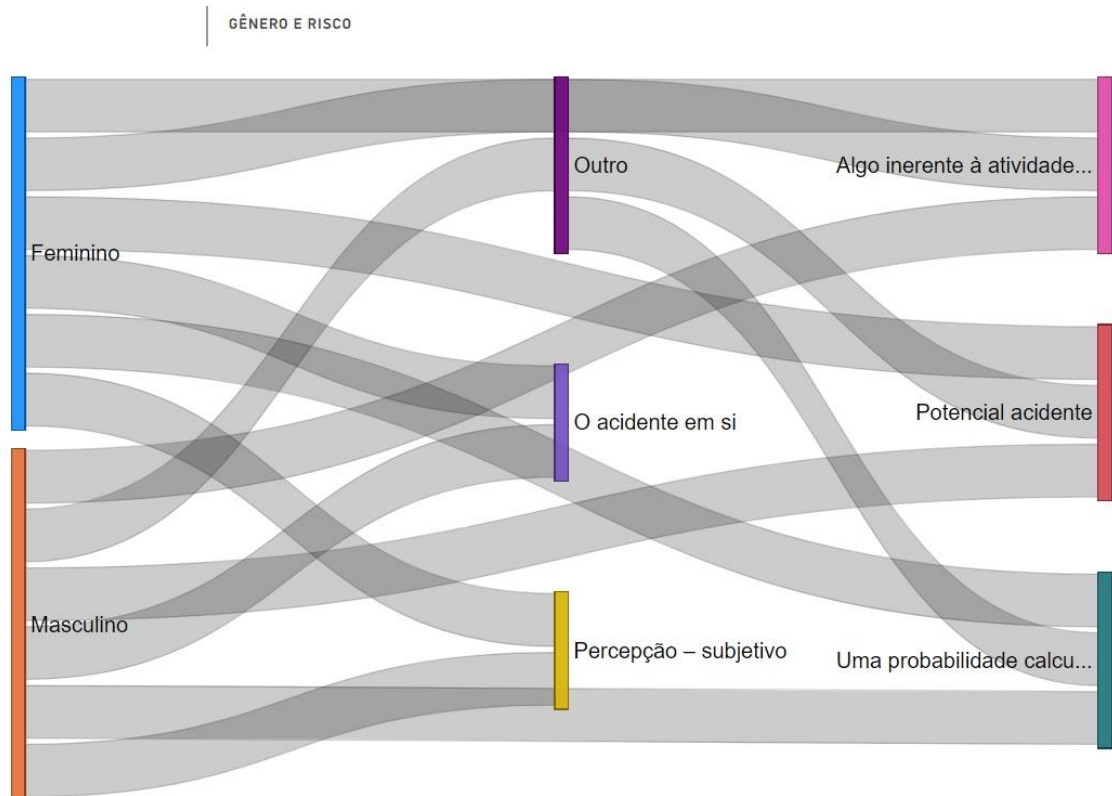 GÊNERO E RISCO
Outro
Algo inerente à atividade...
Feminino
O acidente em si
Potencial acidente
Masculino
Percepção – subjetivo
Uma probabilidade calcu...